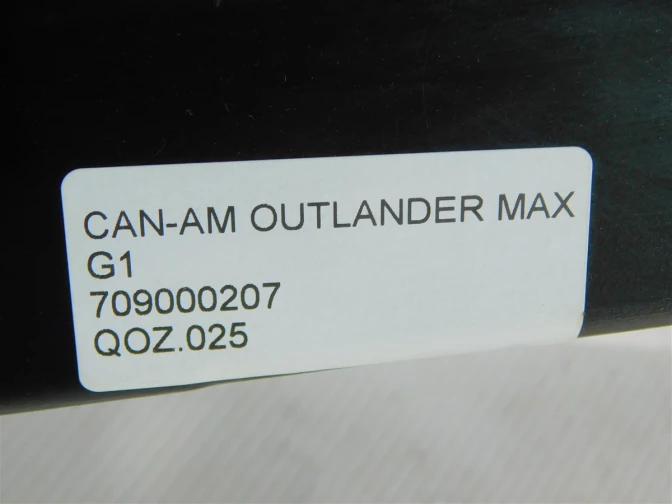 CAN-AM OUTLANDER MAX
G1
709000207
QOZ.025